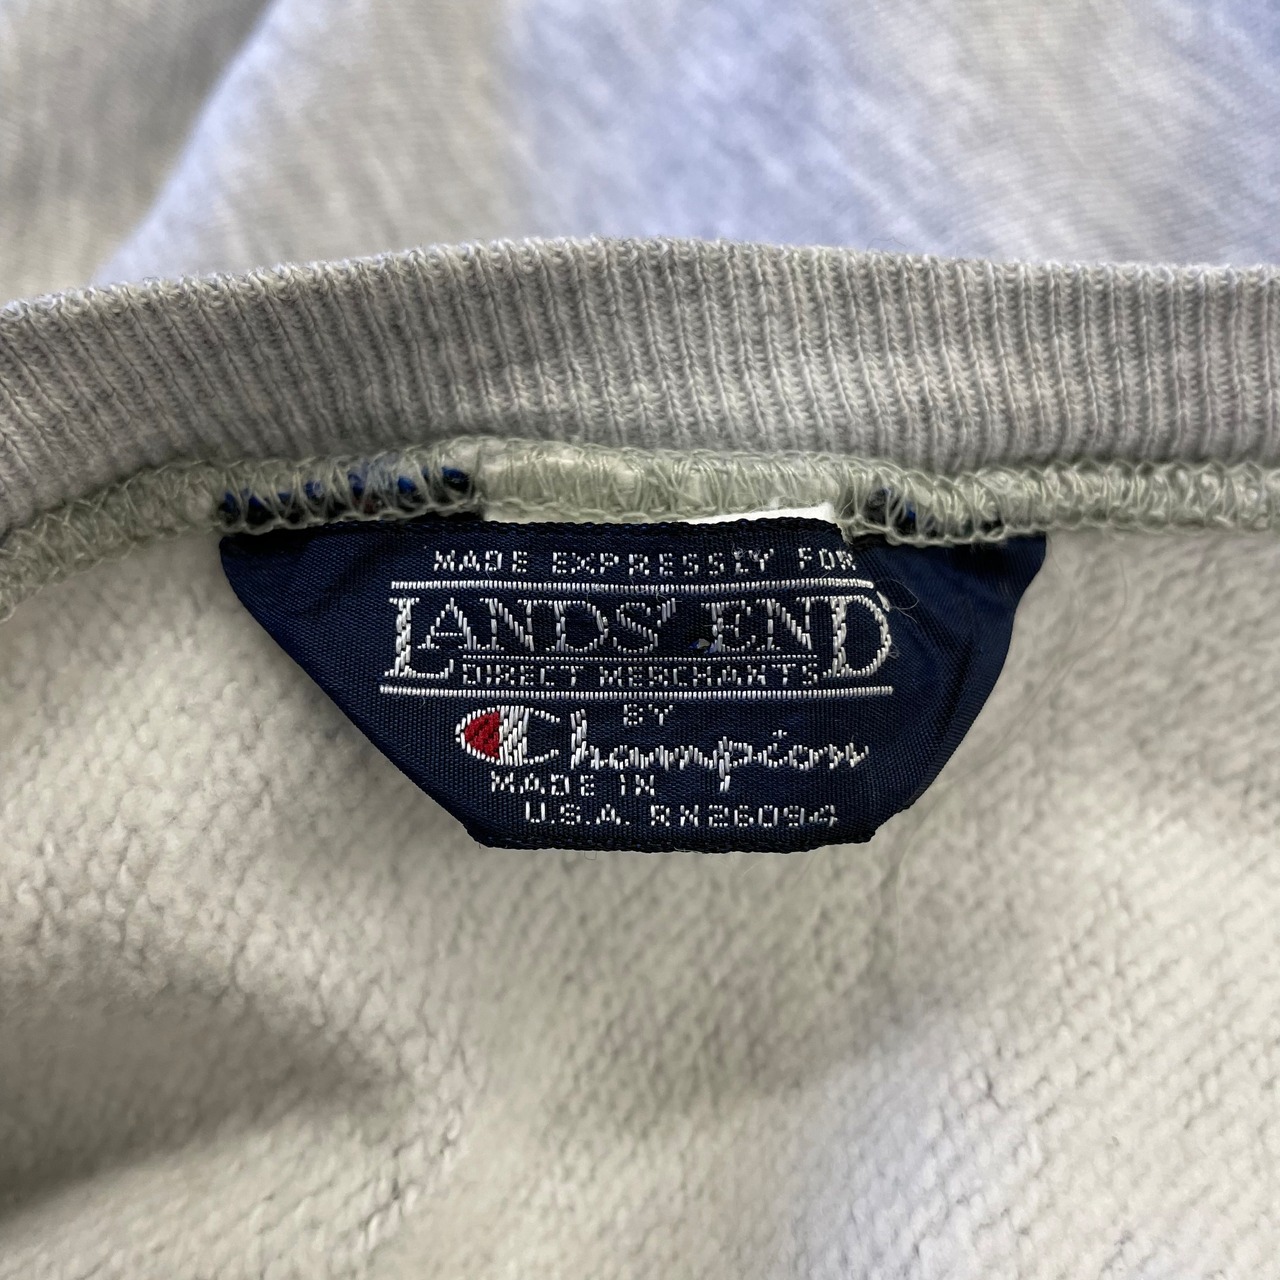 MADE EXPRESSLY FOR
LANDS' END
DIRECT MERCHANTS
BY
Champion
MADE IN
U.S.A. RN26094